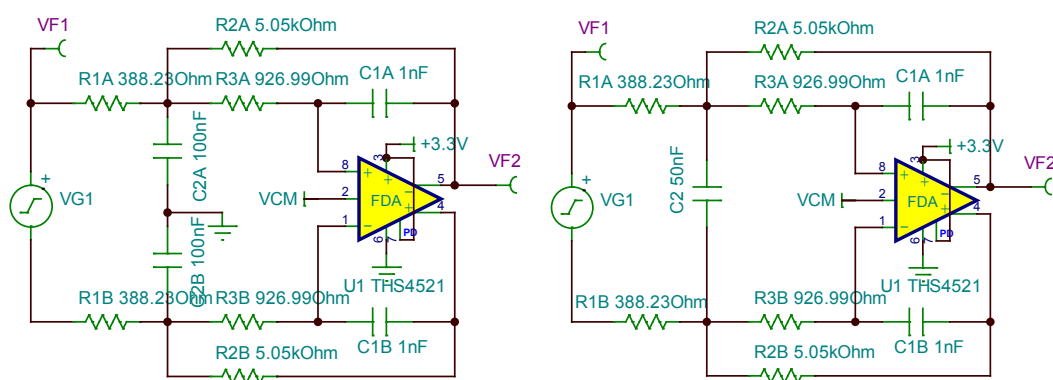 VF1
R2A 5.05kOhm
R1A 388.23Ohm
R3A 926.99Ohm
C1A 1nF
C2A 100nF
+3.3V
VF2
VG1
+
VCM
FDA
8
2
1
3
5
4
6
7
PD
+
-
-
+
C2B 100nF
U1 THS4521
R1B 388.23Ohm
R3B 926.99Ohm
C1B 1nF
R2B 5.05kOhm
VF1
R2A 5.05kOhm
R1A 388.23Ohm
R3A 926.99Ohm
C1A 1nF
C2 50nF
+3.3V
VF2
VG1
+
VCM
FDA
8
2
1
3
5
4
6
7
PD
+
-
-
+
U1 THS4521
R1B 388.23Ohm
R3B 926.99Ohm
C1B 1nF
R2B 5.05kOhm